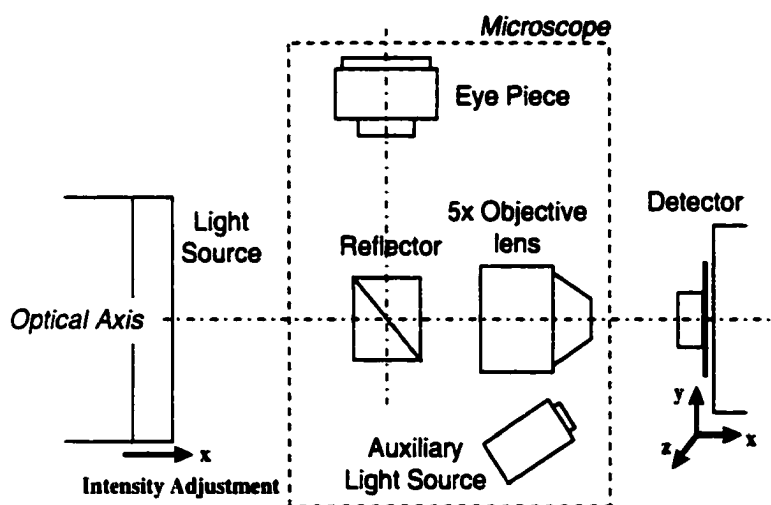 Microscope
Eye Piece
Light
Source
Reflector
5x Objective
lens
Detector
Optical Axis
y
x
z
x
Intensity Adjustment
Auxiliary
Light Source